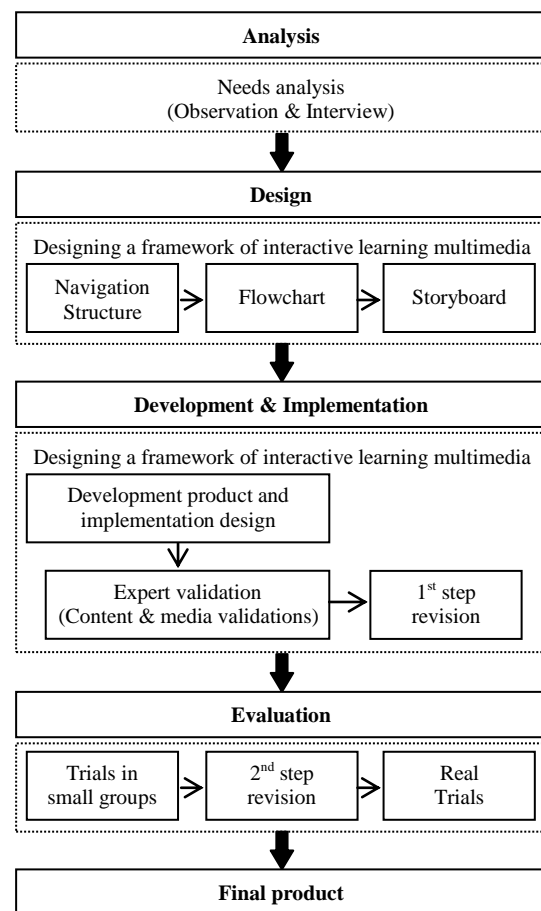 Analysis
Needs analysis
(Observation & Interview)
Design
Designing a framework of interactive learning multimedia
Navigation
Structure
Flowchart
Storyboard
Development & Implementation
Designing a framework of interactive learning multimedia
Development product and
implementation design
Expert validation
(Content & media validations)
1st step
revision
Evaluation
Trials in
small groups
2nd step
revision
Real
Trials
Final product